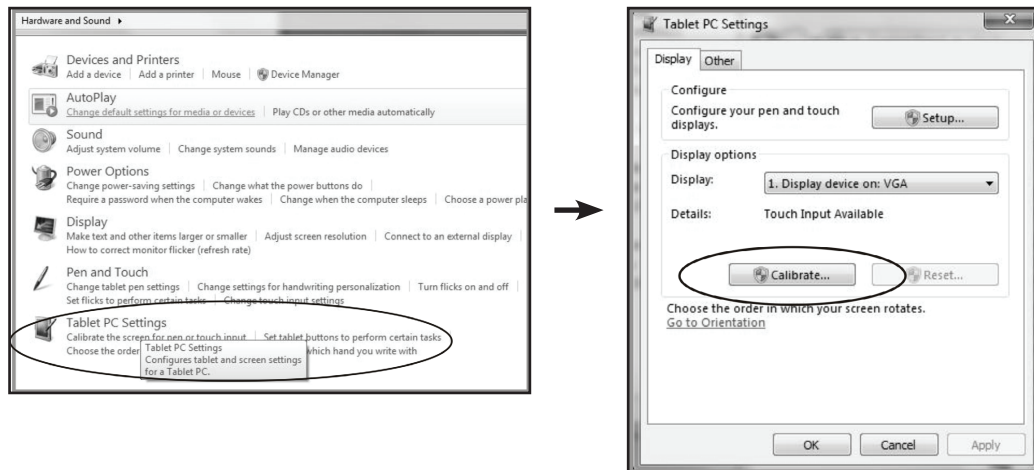 Hardware and Sound
Devices and Printers
Add a device Add a printer Mouse Device Manager
AutoPlay
Change default settings for media or devices Play CDs or other media automatically
Sound
Adjust system volume Change system sounds Manage audio devices
Power Options
Change power-saving settings Change what the power buttons do
Require a password when the computer wakes Change when the computer sleeps Choose a power pla
Display
Make text and other items larger or smaller Adjust screen resolution Connect to an external display
How to correct monitor flicker (refresh rate)
Pen and Touch
Change tablet pen settings Change settings for handwriting personalization Turn flicks on and off
Set flicks to perform certain tasks Change touch input settings
Tablet PC Settings
Calibrate the screen for pen or touch input Set tablet buttons to perform certain tasks
Choose the order which hand you write with
Tablet PC Settings
Configures tablet and screen settings
for a Tablet PC.
Tablet PC Settings
X
Display Other
Configure
Configure your pen and touch
displays.
Setup...
Display options
Display: 1. Display device on: VGA
Details: Touch Input Available
Calibrate... Reset...
Choose the order in which your screen rotates.
Go to Orientation
OK Cancel Apply